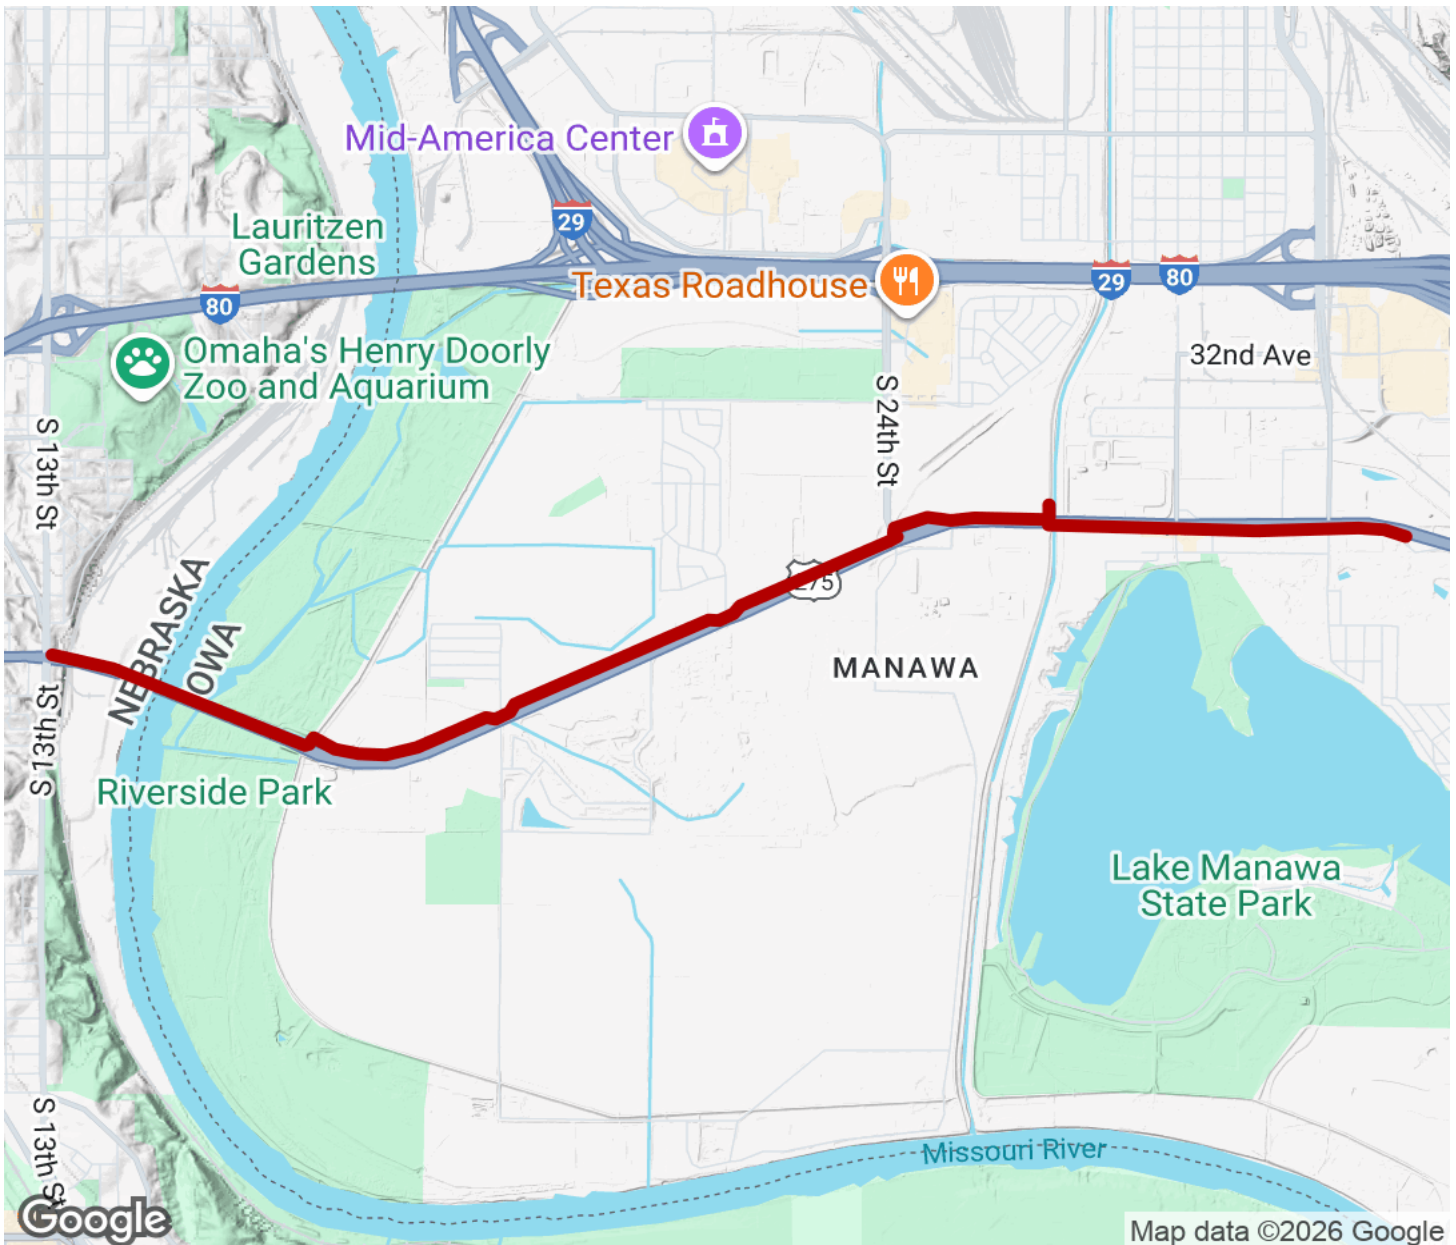 Mid-America Center
29
Lauritzen
Gardens
Texas Roadhouse
80
29
80
Omaha's Henry Doorly
Zoo and Aquarium
32nd Ave
S 24th St
S 13th St
NEBRASKA
IOWA
MANAWA
S 13th St
Riverside Park
Lake Manawa
State Park
S 13th St
Missouri River
Google
Map data ©2026 Google